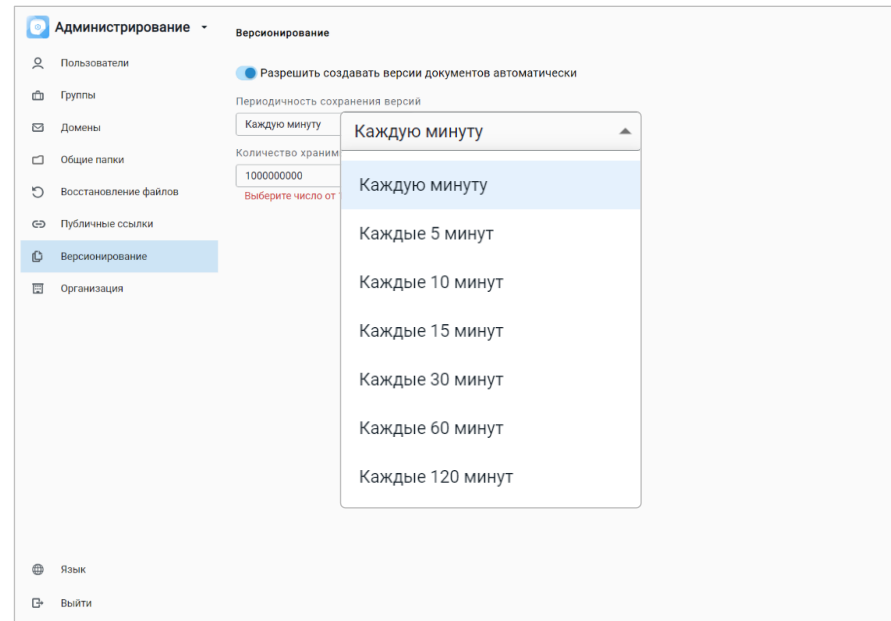 Администрирование
Пользователи
Группы
Домены
Общие папки
Восстановление файлов
Публичные ссылки
Версионирование
Организация
Язык
Выйти
Версионирование
Разрешить создавать версии документов автоматически
Периодичность сохранения версий
Каждую минуту
Количество
1000000000
Выберите число от
Каждую минуту
Каждую минуту
Каждые 5 минут
Каждые 10 минут
Каждые 15 минут
Каждые 30 минут
Каждые 60 минут
Каждые 120 минут